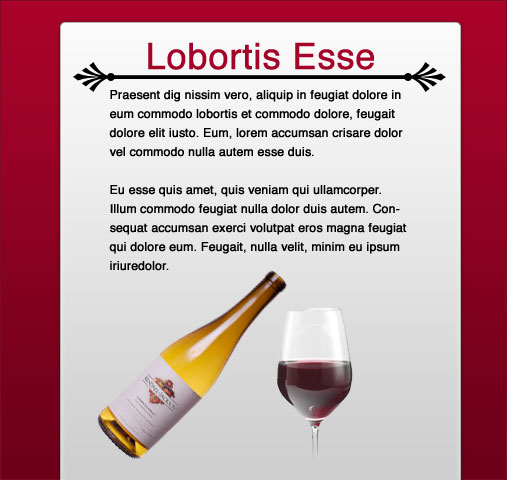 Lobortis Esse
Praesent dig nissim vero, aliquip in feugiat dolore in
eum commodo lobortis et commodo dolore, feugait
dolore elit iusto. Eum, lorem accumsan crisare dolor
vel commodo nulla autem esse duis.
Eu esse quis amet, quis veniam qui ullamcorper.
Illum commodo feugiat nulla dolor duis autem. Con-
sequat accumsan exerci volutpat eros magna feugiat
qui dolore eum. Feugait, nulla velit, minim eu ipsum
iriuredolor.